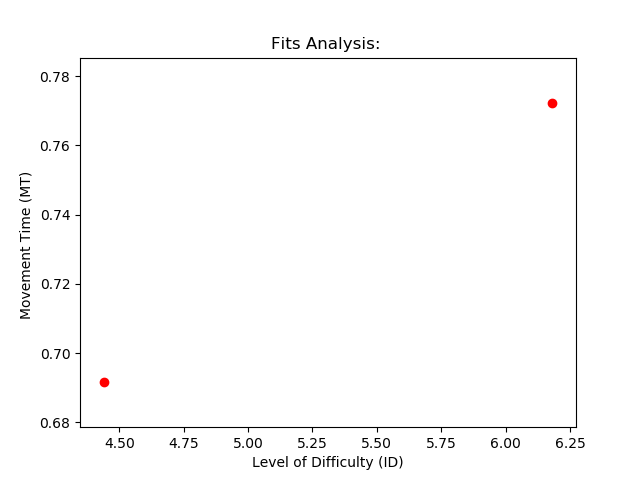 Fits Analysis:
0.78
0.76
0.74
0.72
0.70
0.68
Movement Time (MT)
4.50 4.75 5.00 5.25 5.50 5.75 6.00 6.25
Level of Difficulty (ID)